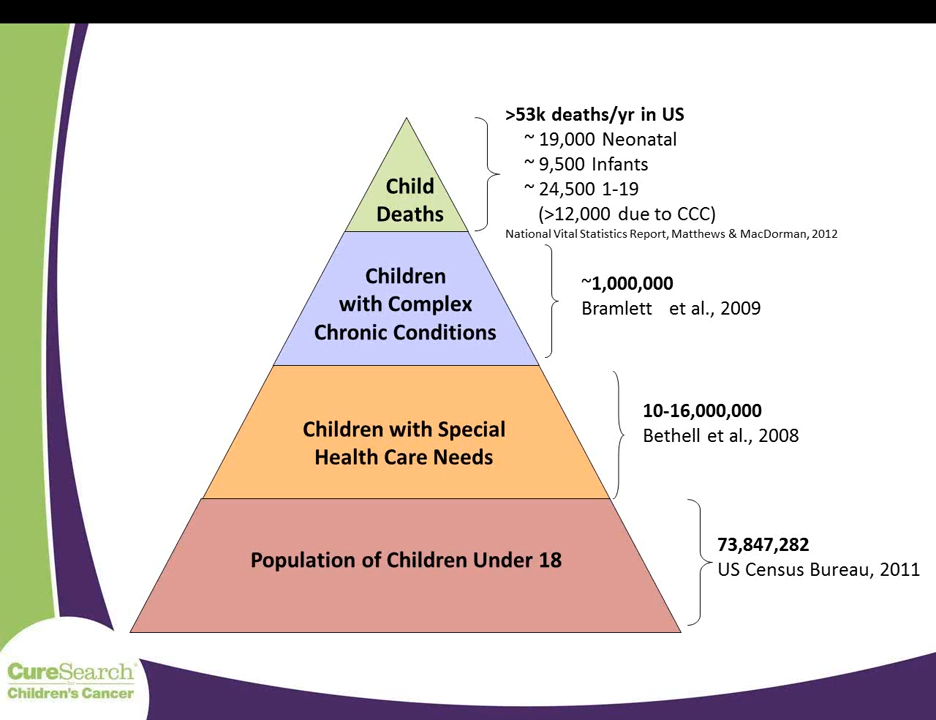 >53k deaths/yr in US
~ 19,000 Neonatal
~ 9,500 Infants
~ 24,500 1-19
(>12,000 due to CCC)
National Vital Statistics Report, Matthews & MacDorman, 2012
Child
Deaths
Children
with Complex
Chronic Conditions
~1,000,000
Bramlett et al., 2009
Children with Special
Health Care Needs
10-16,000,000
Bethell et al., 2008
Population of Children Under 18
73,847,282
US Census Bureau, 2011
CureSearch
for
Children's Cancer